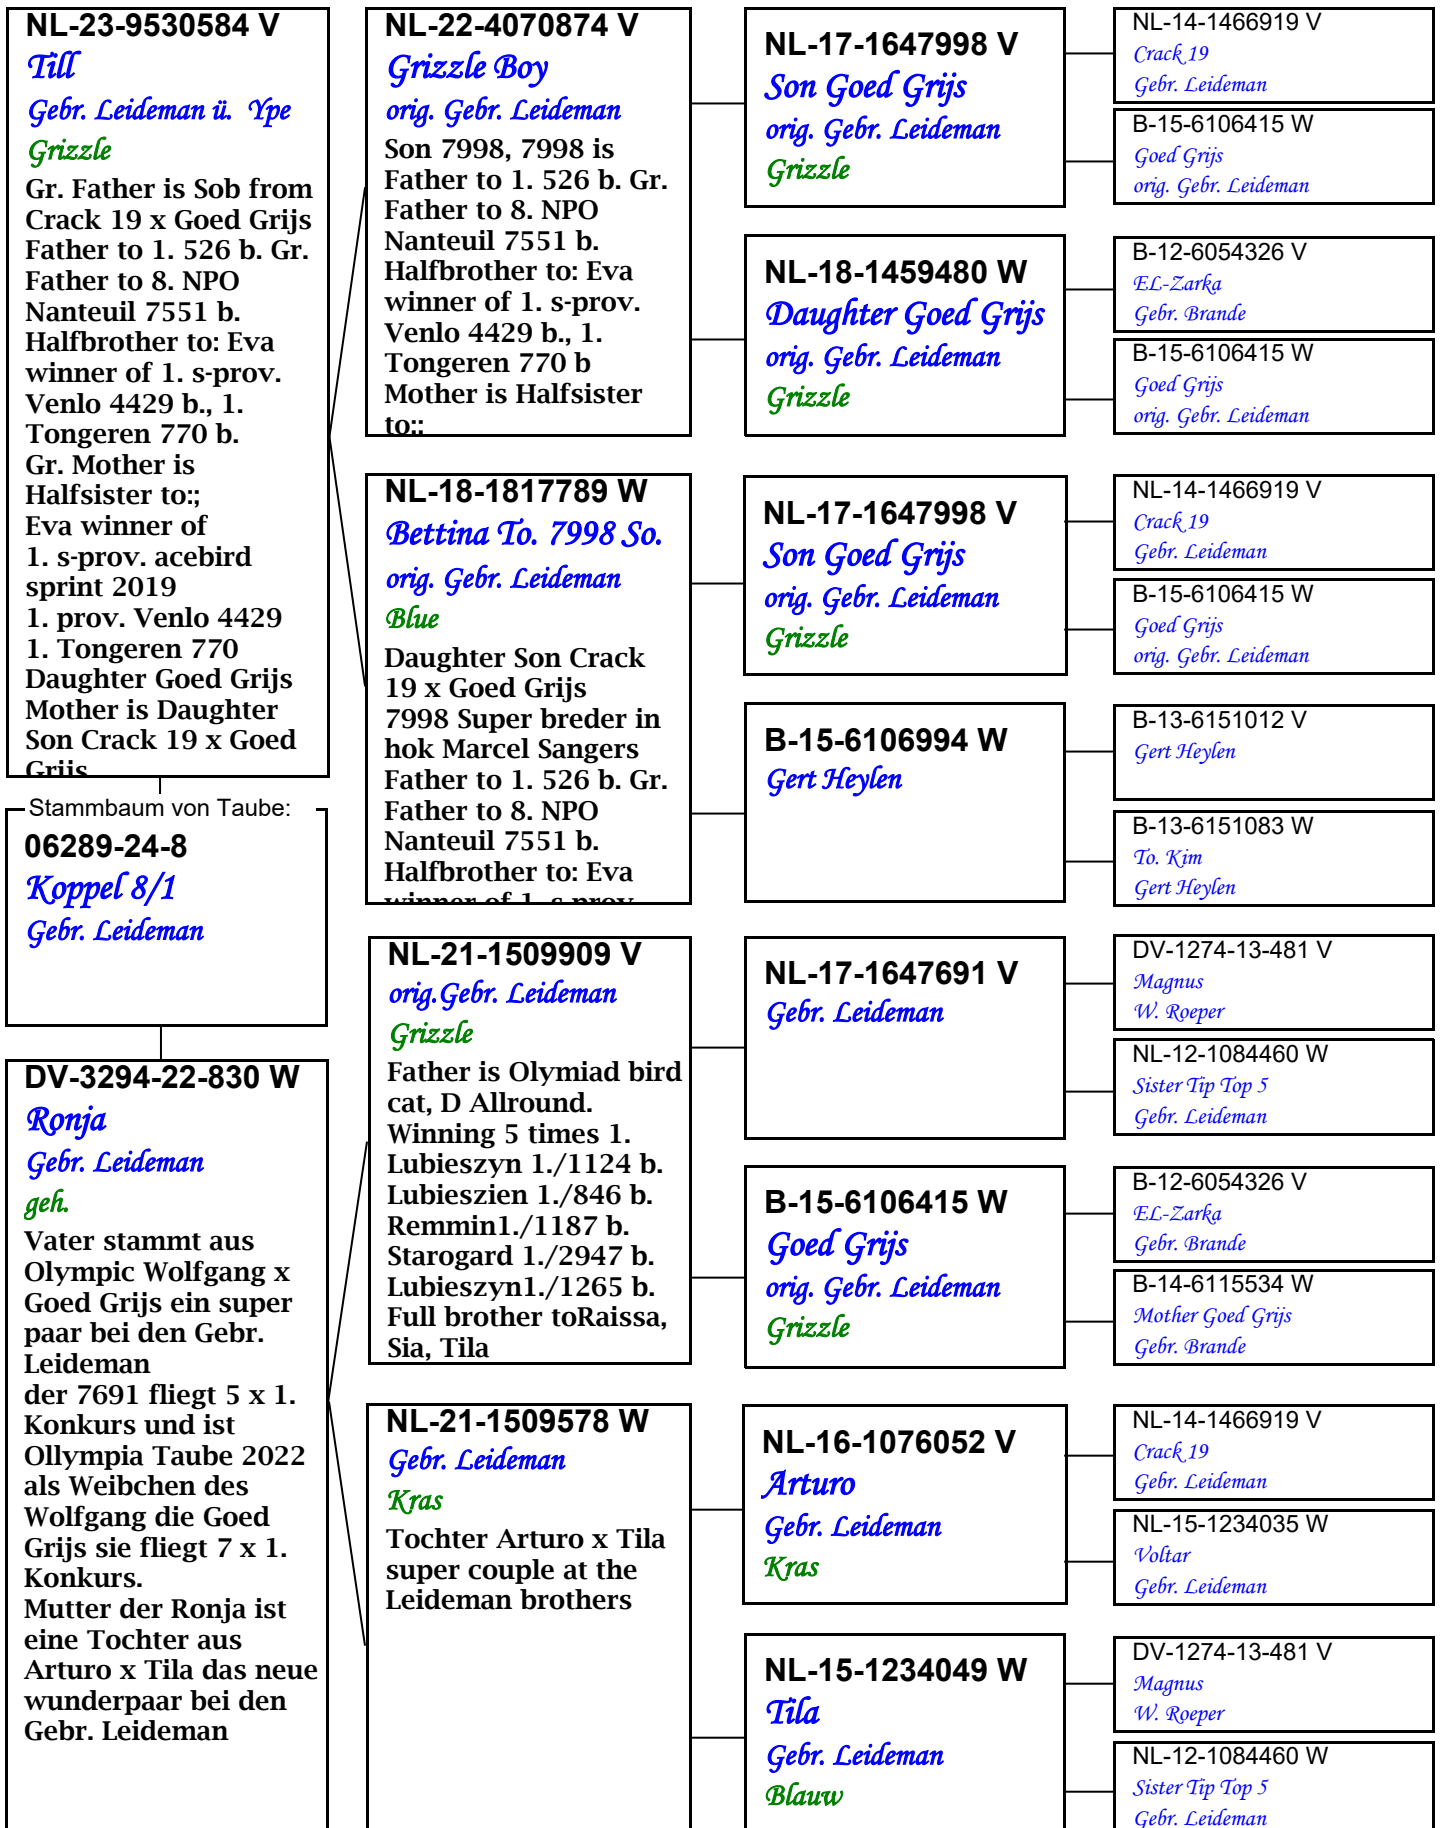 NL-23-9530584 V
Till
Gebr. Leideman ü. Ype
Grizzle
Gr. Father is Sob from
Crack 19 x Goed Grijs
Father to 1. 526 b. Gr.
Father to 8. NPO
Nanteuil 7551 b.
Halfbrother to: Eva
winner of 1. s-prov.
Venlo 4429 b., 1.
Tongeren 770 b.
Gr. Mother is
Halfsister to:;
Eva winner of
1. s-prov. acebird
sprint 2019
1. prov. Venlo 4429
1. Tongeren 770
Daughter Goed Grijs
Mother is Daughter
Son Crack 19 x Goed
Grijs
Stammbaum von Taube:
06289-24-8
Koppel 8/1
Gebr. Leideman
DV-3294-22-830 W
Ronja
Gebr. Leideman
geh.
Vater stammt aus
Olympic Wolfgang x
Goed Grijs ein super
paar bei den Gebr.
Leideman
der 7691 fliegt 5 x 1.
Konkurs und ist
Ollympia Taube 2022
als Weibchen des
Wolfgang die Goed
Grijs sie fliegt 7 x 1.
Konkurs.
Mutter der Ronja ist
eine Tochter aus
Arturo x Tila das neue
wunderpaar bei den
Gebr. Leideman
NL-22-4070874 V
Grizzle Boy
orig. Gebr. Leideman
Son 7998, 7998 is
Father to 1. 526 b. Gr.
Father to 8. NPO
Nanteuil 7551 b.
Halfbrother to: Eva
winner of 1. s-prov.
Venlo 4429 b., 1.
Tongeren 770 b
Mother is Halfsister
to:;
NL-18-1817789 W
Bettina To. 7998 So.
orig. Gebr. Leideman
Blue
Daughter Son Crack
19 x Goed Grijs
7998 Super breder in
hok Marcel Sangers
Father to 1. 526 b. Gr.
Father to 8. NPO
Nanteuil 7551 b.
Halfbrother to: Eva
winner of 1. s-prov.
NL-21-1509909 V
orig.Gebr. Leideman
Grizzle
Father is Olymiad bird
cat, D Allround.
Winning 5 times 1.
Lubieszyn 1./1124 b.
Lubieszien 1./846 b.
Remmin1./1187 b.
Starogard 1./2947 b.
Lubieszyn1./1265 b.
Full brother toRaissa,
Sia, Tila
NL-21-1509578 W
Gebr. Leideman
Kras
Tochter Arturo x Tila
super couple at the
Leideman brothers
NL-17-1647998 V
Son Goed Grijs
orig. Gebr. Leideman
Grizzle
NL-18-1459480 W
Daughter Goed Grijs
orig. Gebr. Leideman
Grizzle
NL-17-1647998 V
Son Goed Grijs
orig. Gebr. Leideman
Grizzle
B-15-6106994 W
Gert Heylen
NL-17-1647691 V
Gebr. Leideman
B-15-6106415 W
Goed Grijs
orig. Gebr. Leideman
Grizzle
NL-16-1076052 V
Arturo
Gebr. Leideman
Kras
NL-15-1234049 W
Tila
Gebr. Leideman
Blauw
NL-14-1466919 V
Crack 19
Gebr. Leideman
B-15-6106415 W
Goed Grijs
orig. Gebr. Leideman
B-12-6054326 V
EL-Zarka
Gebr. Brande
B-15-6106415 W
Goed Grijs
orig. Gebr. Leideman
NL-14-1466919 V
Crack 19
Gebr. Leideman
B-15-6106415 W
Goed Grijs
orig. Gebr. Leideman
B-13-6151012 V
Gert Heylen
B-13-6151083 W
To. Kim
Gert Heylen
DV-1274-13-481 V
Magnus
W. Roeper
NL-12-1084460 W
Sister Tip Top 5
Gebr. Leideman
B-12-6054326 V
EL-Zarka
Gebr. Brande
B-14-6115534 W
Mother Goed Grijs
Gebr. Brande
NL-14-1466919 V
Crack 19
Gebr. Leideman
NL-15-1234035 W
Voltar
Gebr. Leideman
DV-1274-13-481 V
Magnus
W. Roeper
NL-12-1084460 W
Sister Tip Top 5
Gebr. Leideman